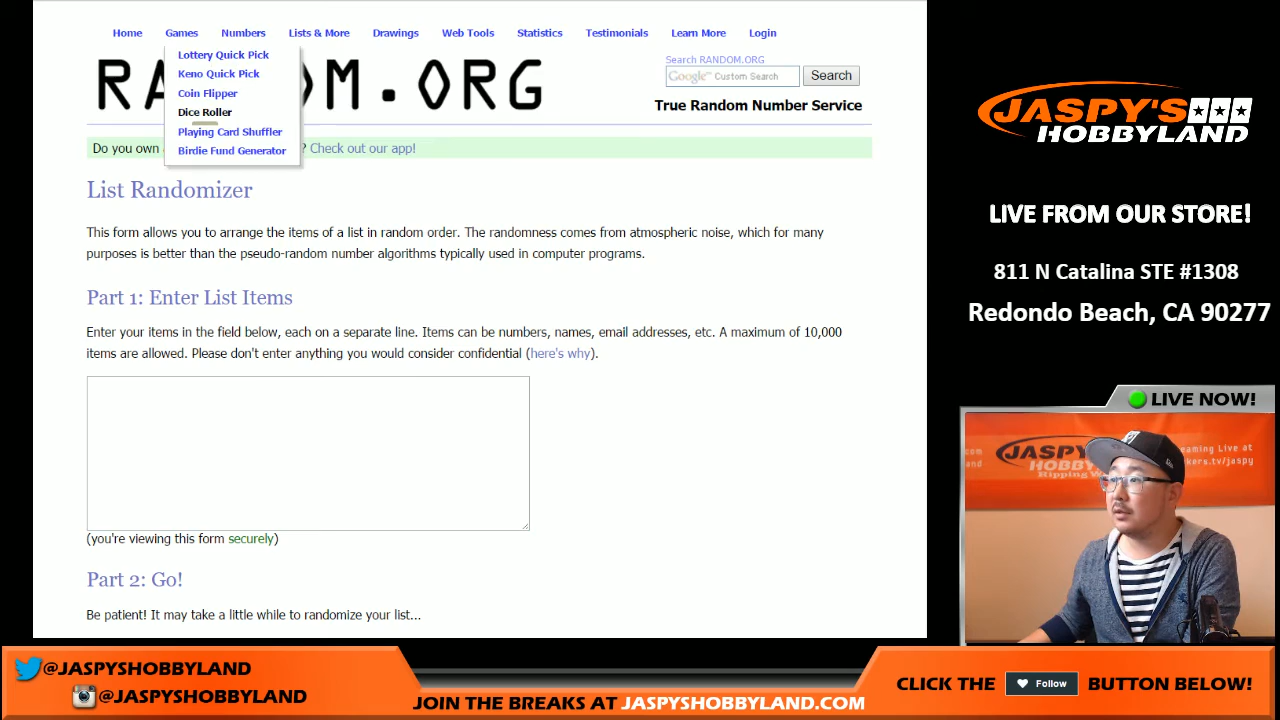 Home Games Numbers Lists & More Drawings Web Tools Statistics Testimonials Learn More Login
Lottery Quick Pick
Keno Quick Pick
Coin Flipper
Dice Roller
Playing Card Shuffler
Birdie Fund Generator
Search RANDOM.ORG
Google™ Custom Search Search
True Random Number Service
Do you own ? Check out our app!
List Randomizer
This form allows you to arrange the items of a list in random order. The randomness comes from atmospheric noise, which for many
purposes is better than the pseudo-random number algorithms typically used in computer programs.
Part 1: Enter List Items
Enter your items in the field below, each on a separate line. Items can be numbers, names, email addresses, etc. A maximum of 10,000
items are allowed. Please don't enter anything you would consider confidential (here's why).
(you're viewing this form securely)
Part 2: Go!
Be patient! It may take a little while to randomize your list...
JASPY'S
HOBBYLAND
LIVE FROM OUR STORE!
811 N Catalina STE #1308
Redondo Beach, CA 90277
LIVE NOW!
@JASPYSHOBBYLAND
@JASPYSHOBBYLAND
JOIN THE BREAKS AT JASPYSHOBBYLAND.COM
CLICK THE Follow BUTTON BELOW!